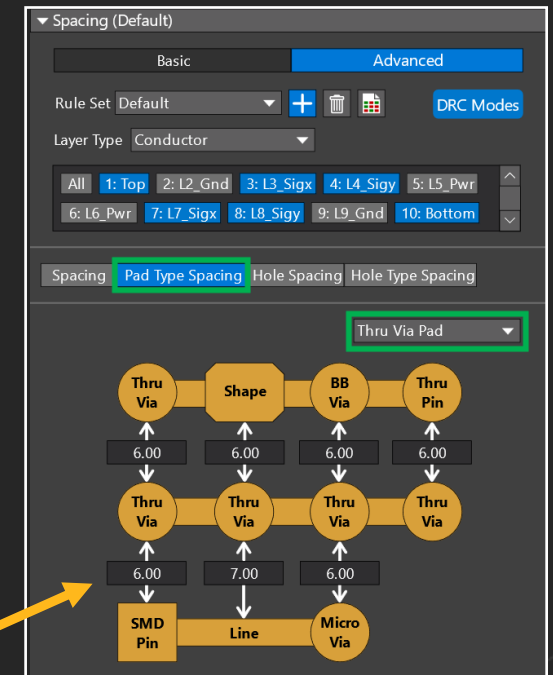 Spacing (Default)
Basic Advanced
Rule Set Default DRC Modes
Layer Type Conductor
All 1: Top 2: L2_Gnd 3: L3_Sigx 4: L4_Sigy 5: L5_Pwr
6: L6_Pwr 7: L7_Sigx 8: L8_Sigy 9: L9_Gnd 10: Bottom
Spacing Pad Type Spacing Hole Spacing Hole Type Spacing
Thru Via Pad
Thru Shape BB Thru
Via Via Pin
6.00 6.00 6.00 6.00
Thru Thru Thru Thru
Via Via Via Via
6.00 7.00 6.00
SMD Line Micro
Pin Via